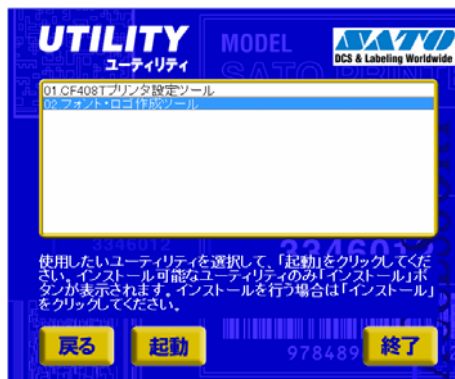 UTILITY
ユーティリティ
MODEL
SATO
DCS & Labeling Worldwide
SATO PRIN
01.CF408Tプリンタ設定ツール
02.フォント・ロゴ作成ツール
3346012
334601
使用したいユーティリティを選択して、「起動」をクリックしてくだ
さい。インストール可能なユーティリティのみ「インストール」ボ
タンが表示されます。インストールを行う場合は「インストール」
をクリックしてください。
戻る
起動
978489
終了